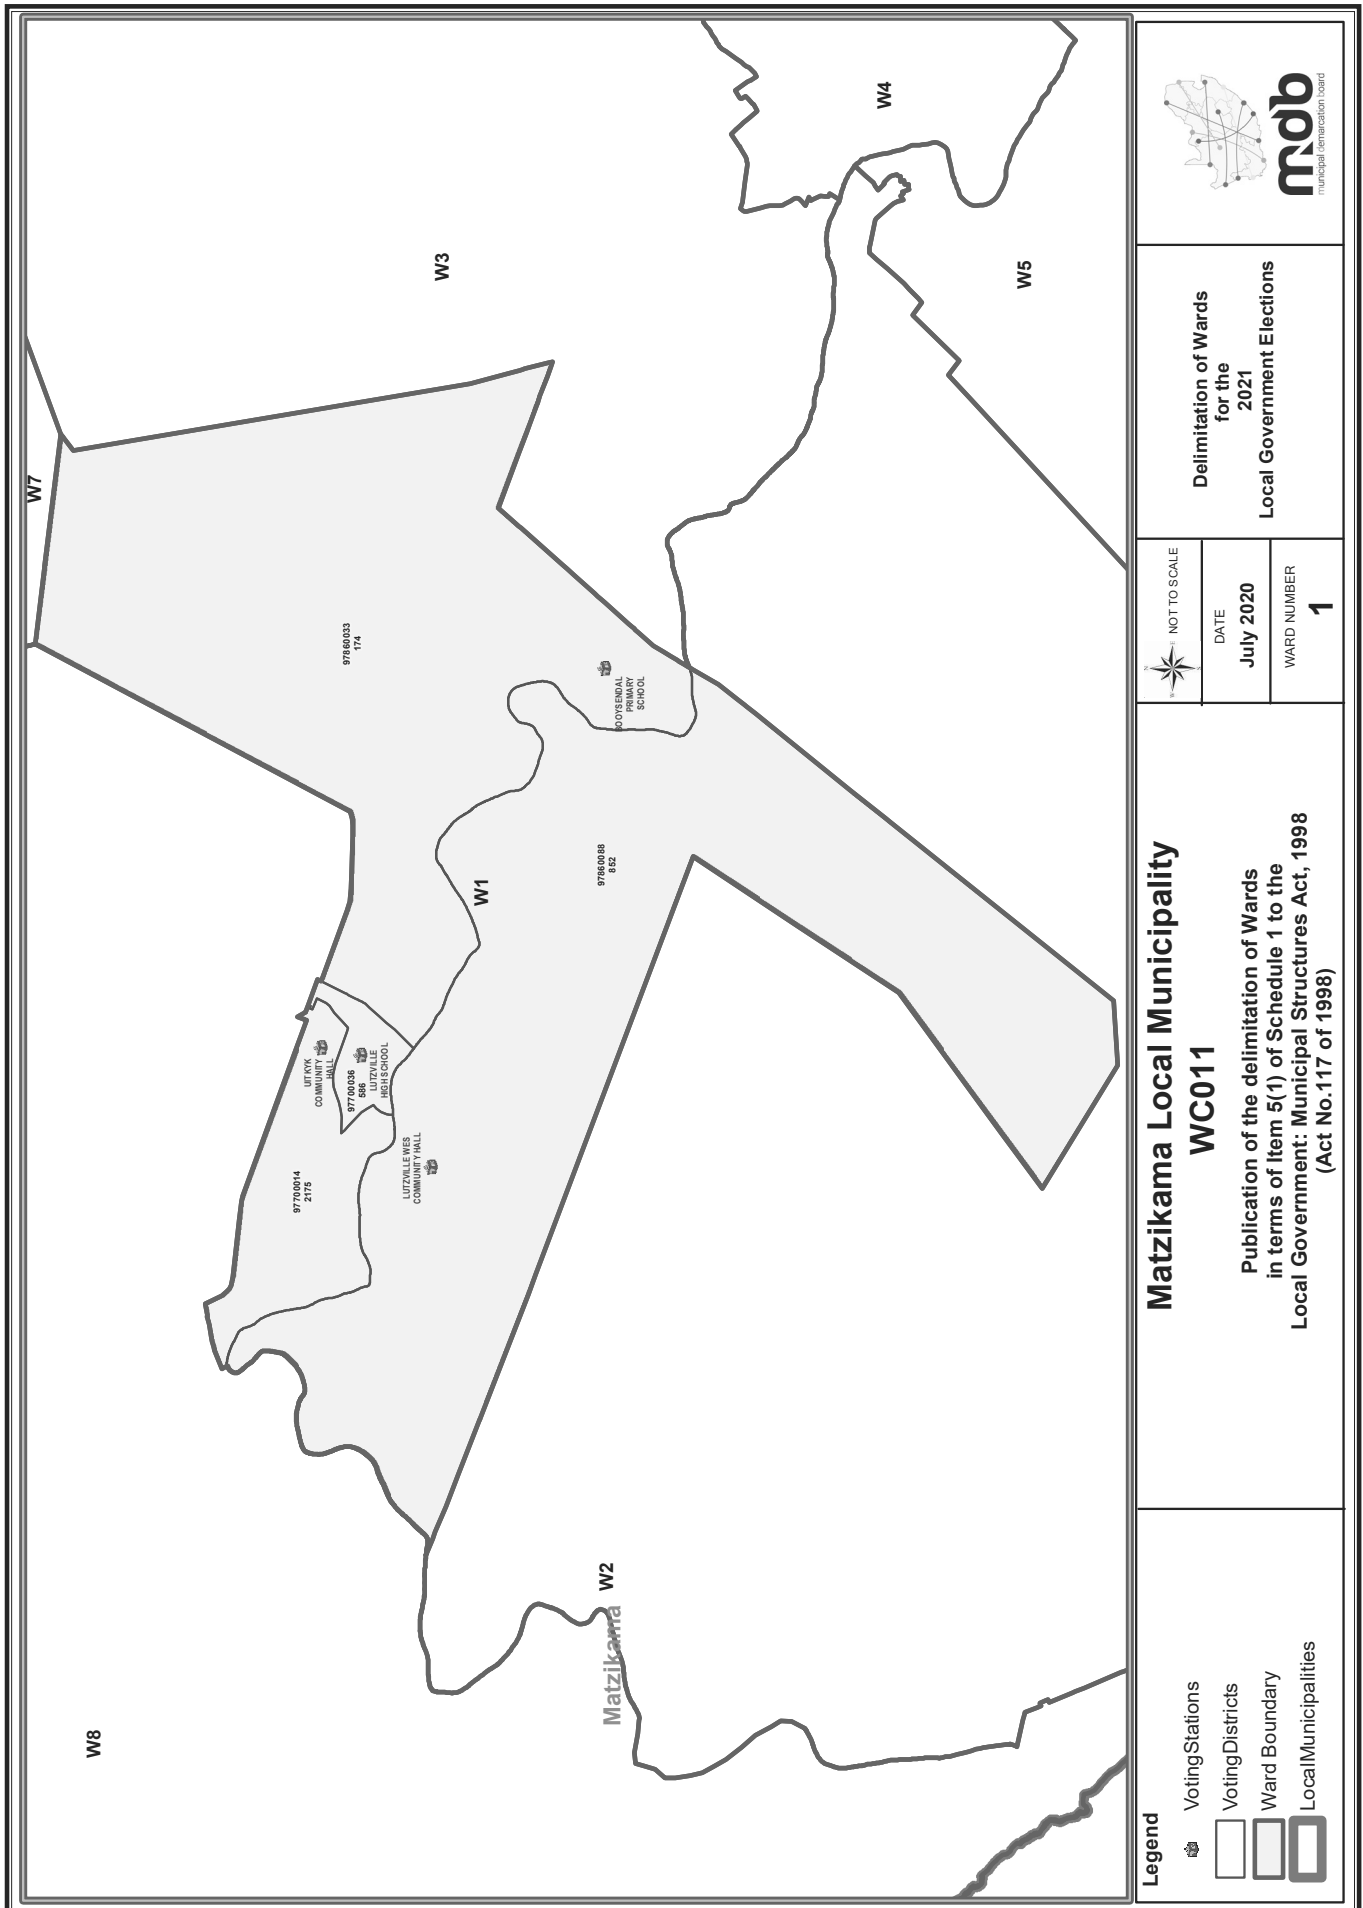 W8
W7
W3
W4
W5
W1
W2
Matzikama
97860033
174
97860088
852
97700014
2175
97700036
586
UITKYK
COMMUNITY
HALL
LUTZVILLE
HIGH SCHOOL
LUTZVILLE WES
COMMUNITY HALL
BOOYSENDAL
PRIMARY
SCHOOL
Legend
VotingStations
VotingDistricts
Ward Boundary
LocalMunicipalities
Matzikama Local Municipality
WC011
Publication of the delimitation of Wards
in terms of Item 5(1) of Schedule 1 to the
Local Government: Municipal Structures Act, 1998
(Act No.117 of 1998)
N
E
S
W
NOT TO SCALE
DATE
July 2020
WARD NUMBER
1
Delimitation of Wards
for the
2021
Local Government Elections
mdb
municipal demarcation board